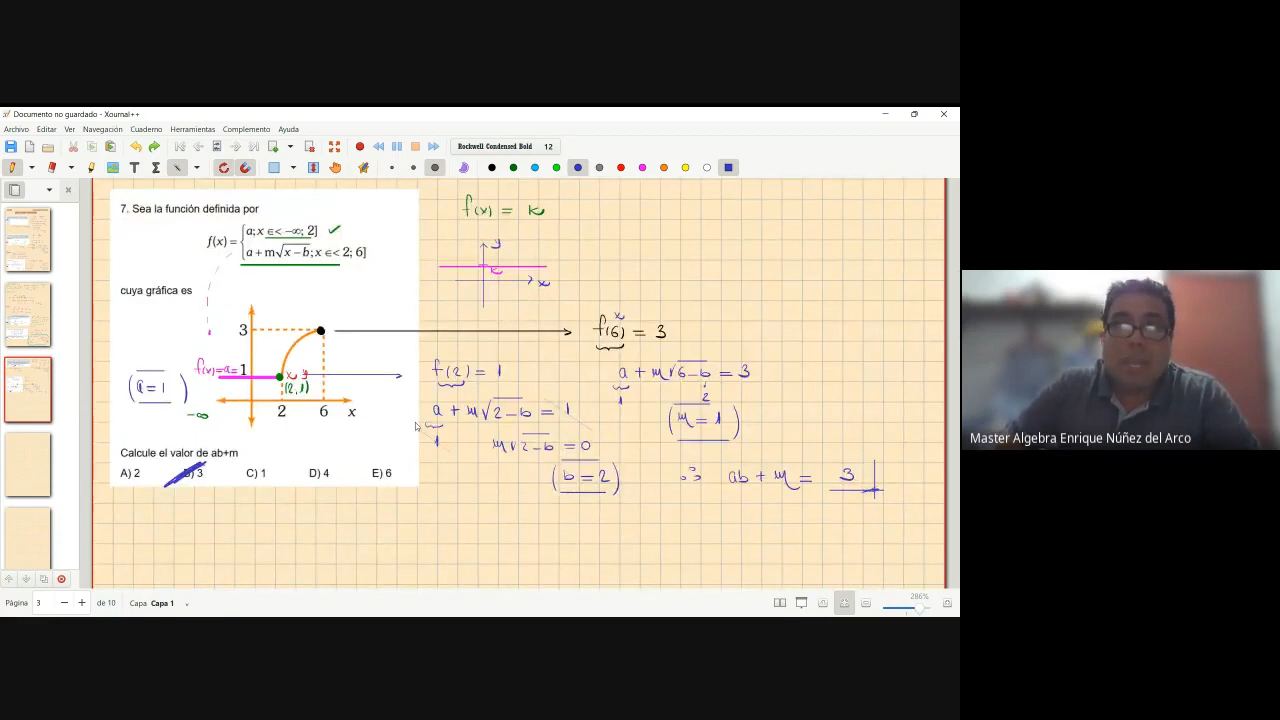 Documento no guardado - Xournal++
Archivo Editar Ver Navegación Cuaderno Herramientas Complemento Ayuda
Rockwell Condensed Bold 12
7. Sea la función definida por
f(x) = { a; x ∈ < -∞; 2]
a + m√x-b; x ∈ < 2; 6]
cuya gráfica es
3
1
2 6 x
f(x)=a=
(a = 1)
-∞
x y
(2,1)
Calcule el valor de ab+m
A) 2 B) 3 C) 1 D) 4 E) 6
f(x) = k
y
k
x
x
f(6) = 3
f(2) = 1
a + m√6-b = 3
1 2
a + m√2-b = 1
1
(m = 1)
m√2-b = 0
(b = 2)
∴ ab + m = 3
Master Algebra Enrique Núñez del Arco
Página 3 de 10 Capa Capa 1
286%